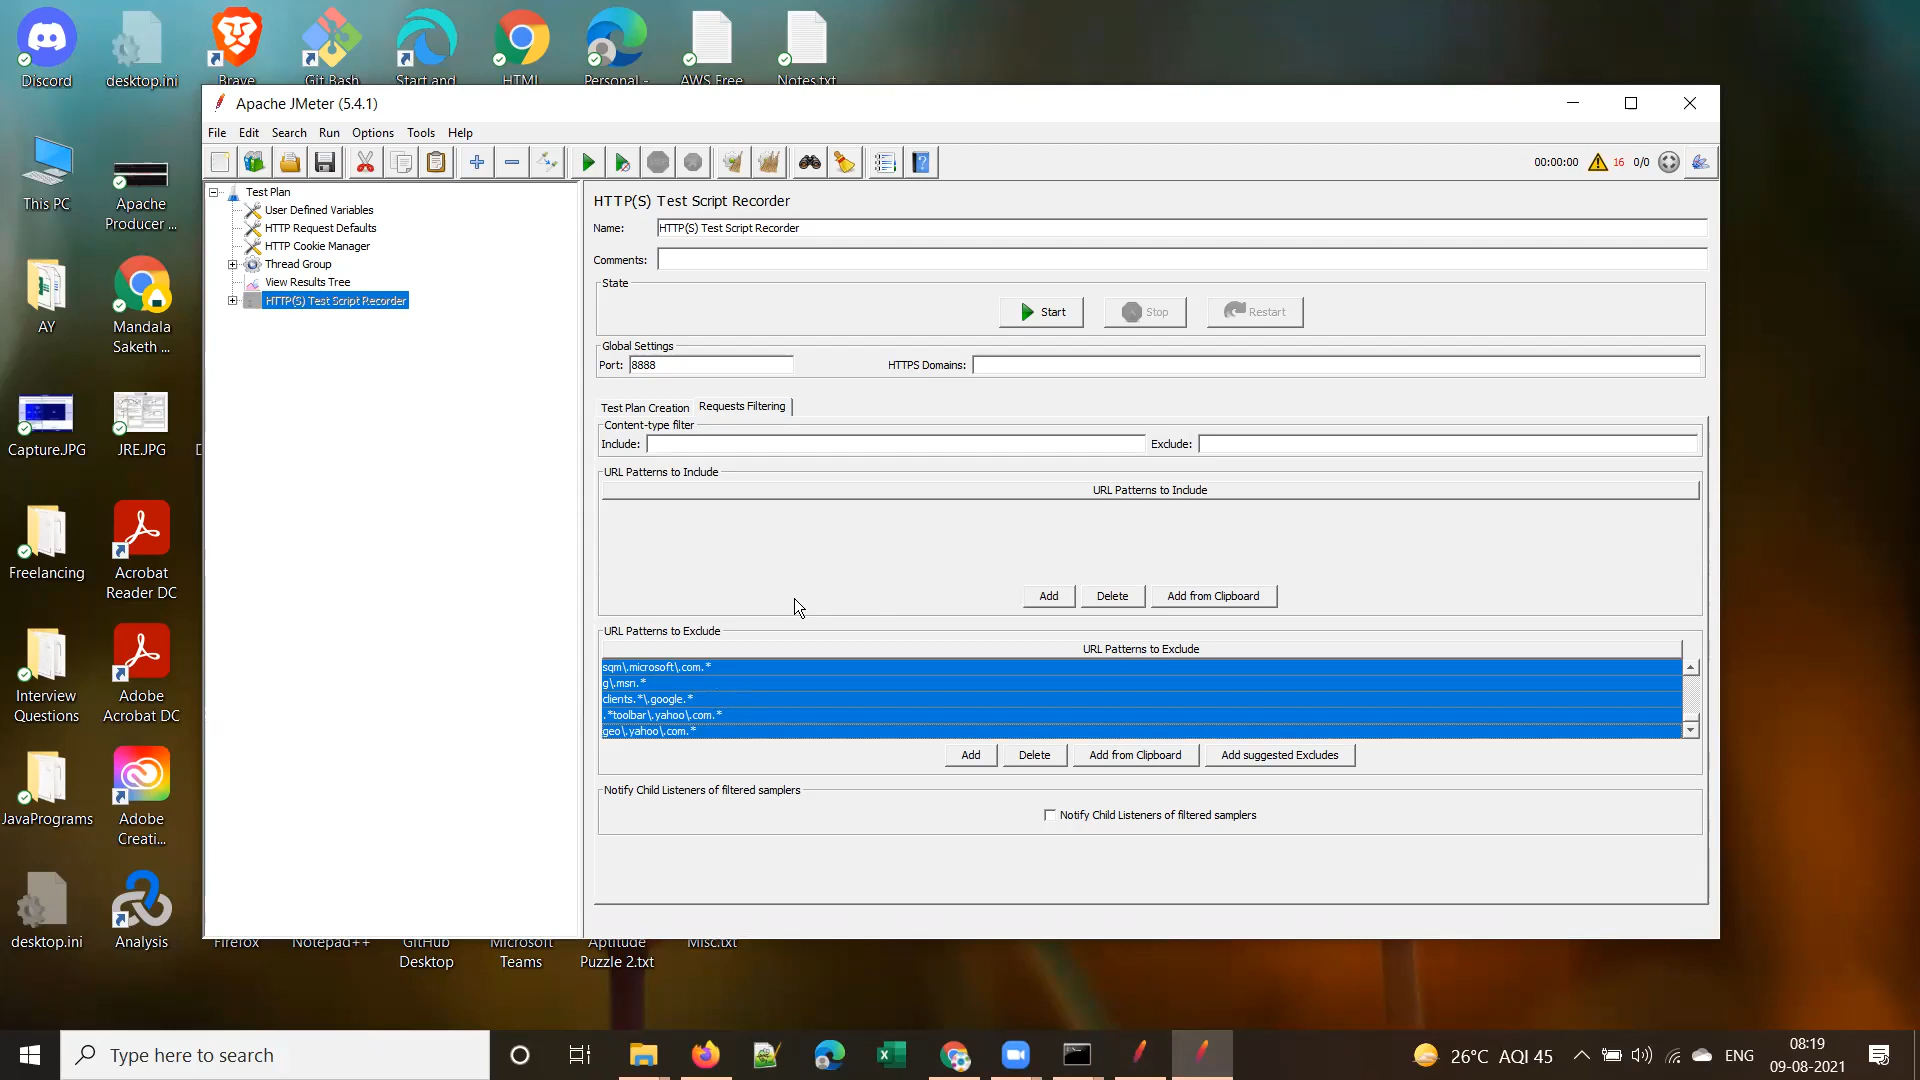 Discord
desktop.ini
Brave
Git Bash
Start and
HTML
Personal -
AWS Free
Notes.txt
This PC
Apache
Producer ...
AY
Mandala
Saketh ...
Capture.JPG
JRE.JPG
Freelancing
Acrobat
Reader DC
Interview
Questions
Adobe
Acrobat DC
JavaPrograms
Adobe
Creati...
desktop.ini
Analysis
Firefox
Notepad++
GitHub
Desktop
Microsoft
Teams
Aptitude
Puzzle 2.txt
Misc.txt
Apache JMeter (5.4.1)
File Edit Search Run Options Tools Help
00:00:00 16 0/0
Test Plan
User Defined Variables
HTTP Request Defaults
HTTP Cookie Manager
Thread Group
View Results Tree
HTTP(S) Test Script Recorder
HTTP(S) Test Script Recorder
Name: HTTP(S) Test Script Recorder
Comments:
State
Start Stop Restart
Global Settings
Port: 8888 HTTPS Domains:
Test Plan Creation Requests Filtering
Content-type filter
Include: Exclude:
URL Patterns to Include
URL Patterns to Include
Add Delete Add from Clipboard
URL Patterns to Exclude
URL Patterns to Exclude
sqm\.microsoft\.com.*
g\.msn.*
clients.*\.google.*
.*toolbar\.yahoo\.com.*
geo\.yahoo\.com.*
Add Delete Add from Clipboard Add suggested Excludes
Notify Child Listeners of filtered samplers
Notify Child Listeners of filtered samplers
Type here to search
26°C AQI 45
ENG
08:19
09-08-2021